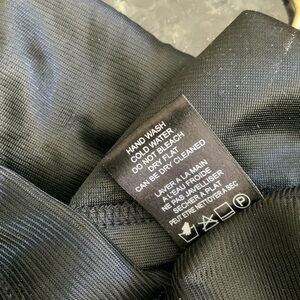 HAND WASH
COLD WATER
DO NOT BLEACH
DRY FLAT
CAN BE DRY CLEANED
LAVER A LA MAIN
A L'EAU FROIDE
NE PAS JAVELLISER
SECHER A PLAT
PEUT ETRE NETTOYER A SEC
P